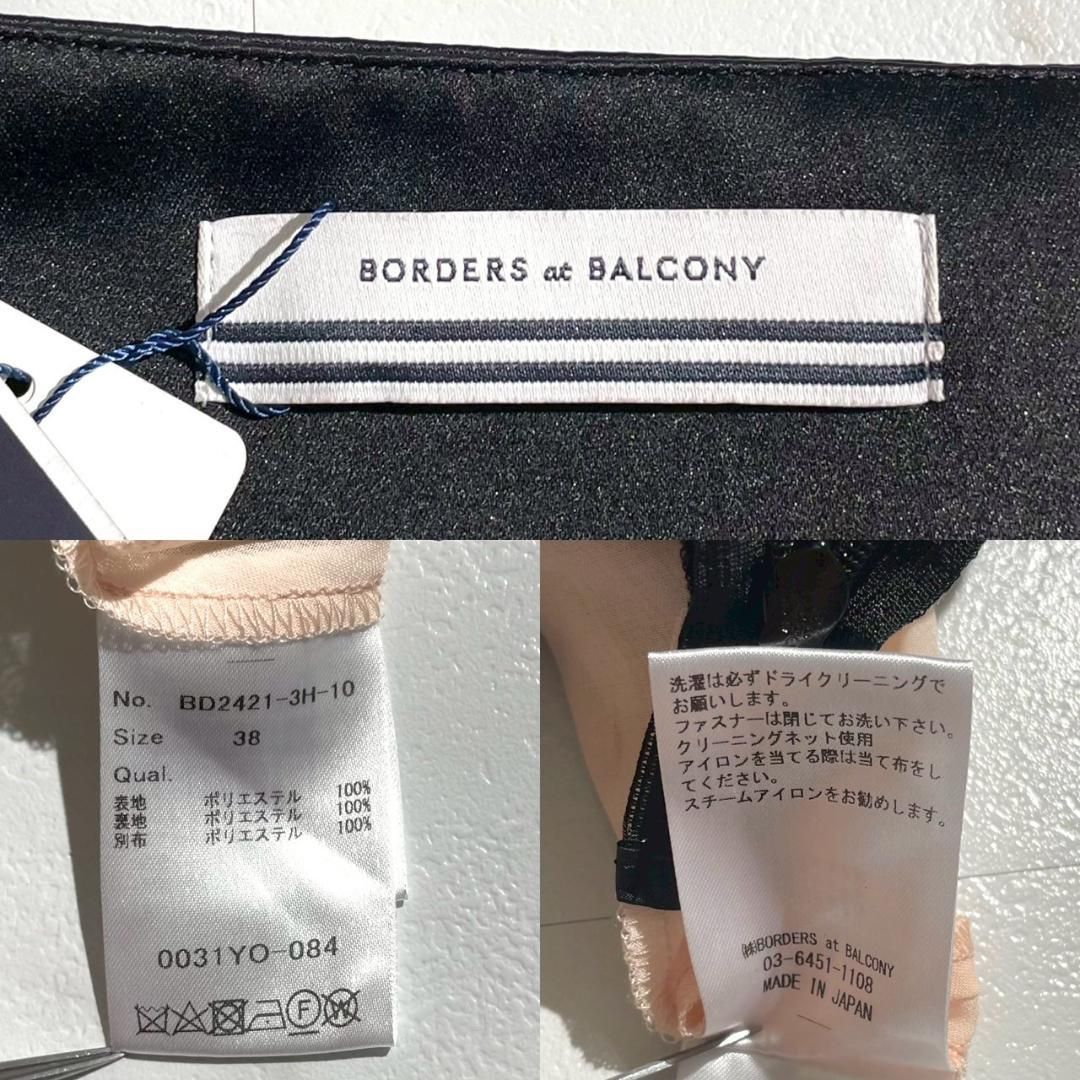 BORDERS at BALCONY
No. BD2421-3H-10
Size 38
Qual.
表地 ポリエステル 100%
裏地 ポリエステル 100%
別布 ポリエステル 100%
0031YO-084
F W
洗濯は必ずドライクリーニングで
お願いします。
ファスナーは閉じてお洗い下さい。
クリーニングネット使用
アイロンを当てる際は当て布をし
てください。
スチームアイロンをお勧めします。
(株)BORDERS at BALCONY
03-6451-1108
MADE IN JAPAN